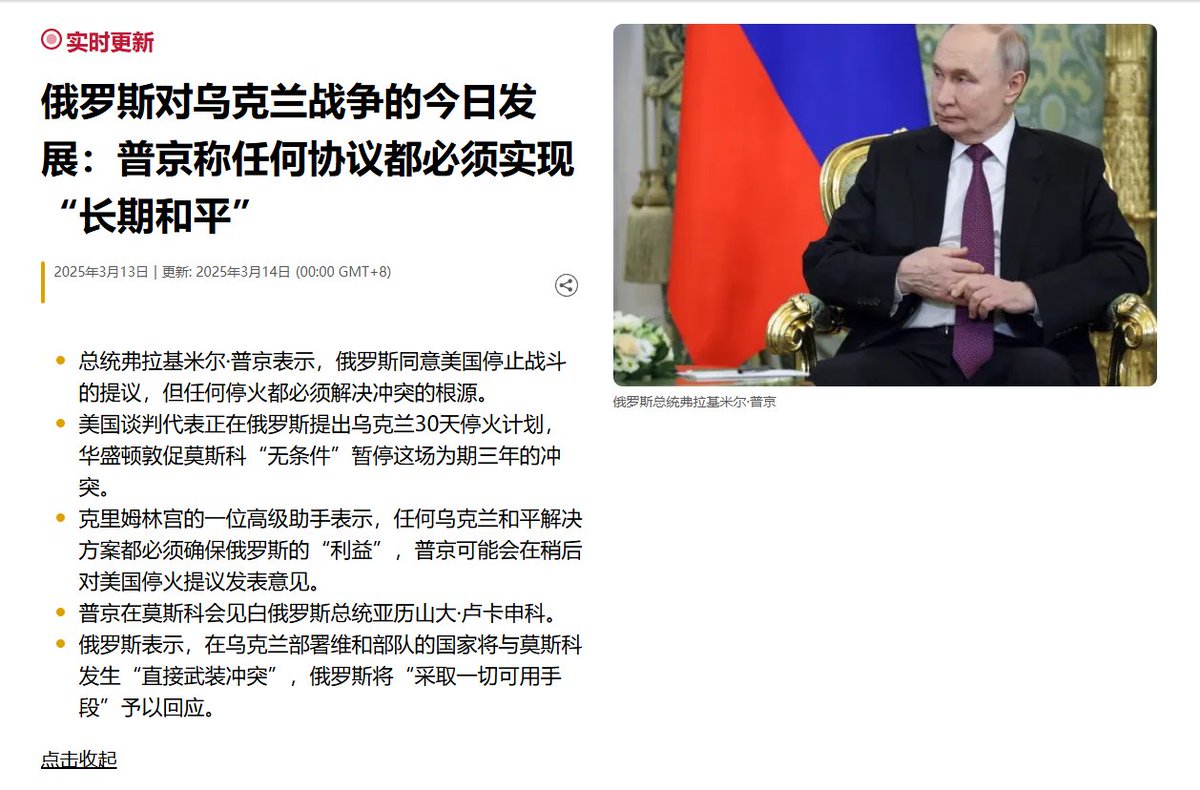 实时更新
俄罗斯对乌克兰战争的今日发
展：普京称任何协议都必须实现
“长期和平”
2025年3月13日 | 更新: 2025年3月14日 (00:00 GMT+8)
总统弗拉基米尔·普京表示，俄罗斯同意美国停止战斗
的提议，但任何停火都必须解决冲突的根源。
美国谈判代表正在俄罗斯提出乌克兰30天停火计划，
华盛顿敦促莫斯科“无条件”暂停这场为期三年的冲
突。
克里姆林宫的一位高级助手表示，任何乌克兰和平解决
方案都必须确保俄罗斯的“利益”，普京可能会在稍后
对美国停火提议发表意见。
普京在莫斯科会见白俄罗斯总统亚历山大·卢卡申科。
俄罗斯表示，在乌克兰部署维和部队的国家将与莫斯科
发生“直接武装冲突”，俄罗斯将“采取一切可用手
段”予以回应。
点击收起
俄罗斯总统弗拉基米尔·普京